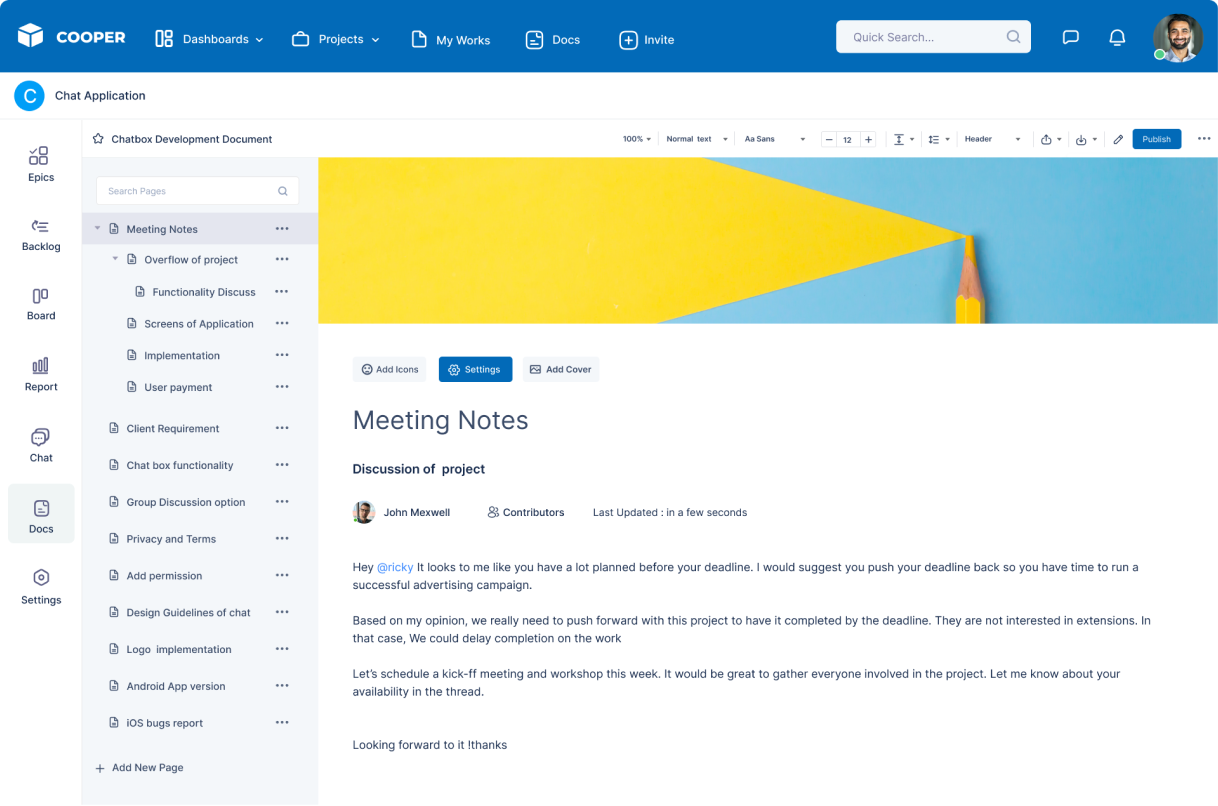 COOPER
Dashboards
Projects
My Works
Docs
Invite
Quick Search...
C
Chat Application
Chatbox Development Document
100%
Normal text
Aa Sans
12
Header
Publish
Epics
Backlog
Board
Report
Chat
Docs
Settings
Search Pages
Meeting Notes
Overflow of project
Functionality Discuss
Screens of Application
Implementation
User payment
Client Requirement
Chat box functionality
Group Discussion option
Privacy and Terms
Add permission
Design Guidelines of chat
Logo implementation
Android App version
iOS bugs report
Add New Page
Add Icons
Settings
Add Cover
Meeting Notes
Discussion of project
John Mexwell
Contributors
Last Updated : in a few seconds
Hey @ricky It looks to me like you have a lot planned before your deadline. I would suggest you push your deadline back so you have time to run a
successful advertising campaign.
Based on my opinion, we really need to push forward with this project to have it completed by the deadline. They are not interested in extensions. In
that case, We could delay completion on the work
Let's schedule a kick-ff meeting and workshop this week. It would be great to gather everyone involved in the project. Let me know about your
availability in the thread.
Looking forward to it !thanks